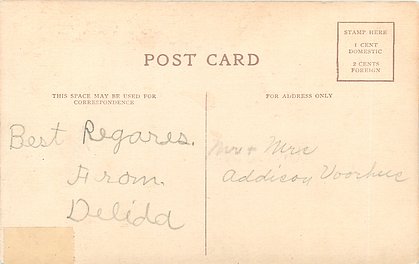 POST CARD
STAMP HERE
1 CENT
DOMESTIC
2 CENTS
FOREIGN
THIS SPACE MAY BE USED FOR
CORRESPONDENCE
FOR ADDRESS ONLY
Best Regares.
From.
Delida
Mr + Mrs
Addison Voorhue